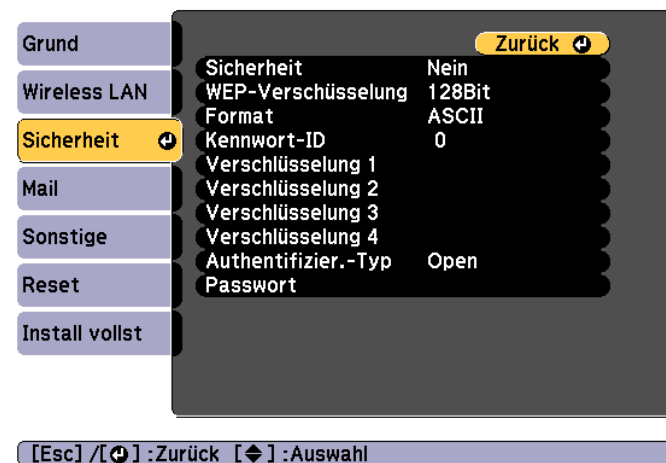 Grund
Wireless LAN
Sicherheit
Mail
Sonstige
Reset
Install vollst
Zurück
Sicherheit Nein
WEP-Verschüsselung 128Bit
Format ASCII
Kennwort-ID 0
Verschlüsselung 1
Verschlüsselung 2
Verschlüsselung 3
Verschlüsselung 4
Authentifizier.-Typ Open
Passwort
[Esc] /[⏎] :Zurück [◆] :Auswahl